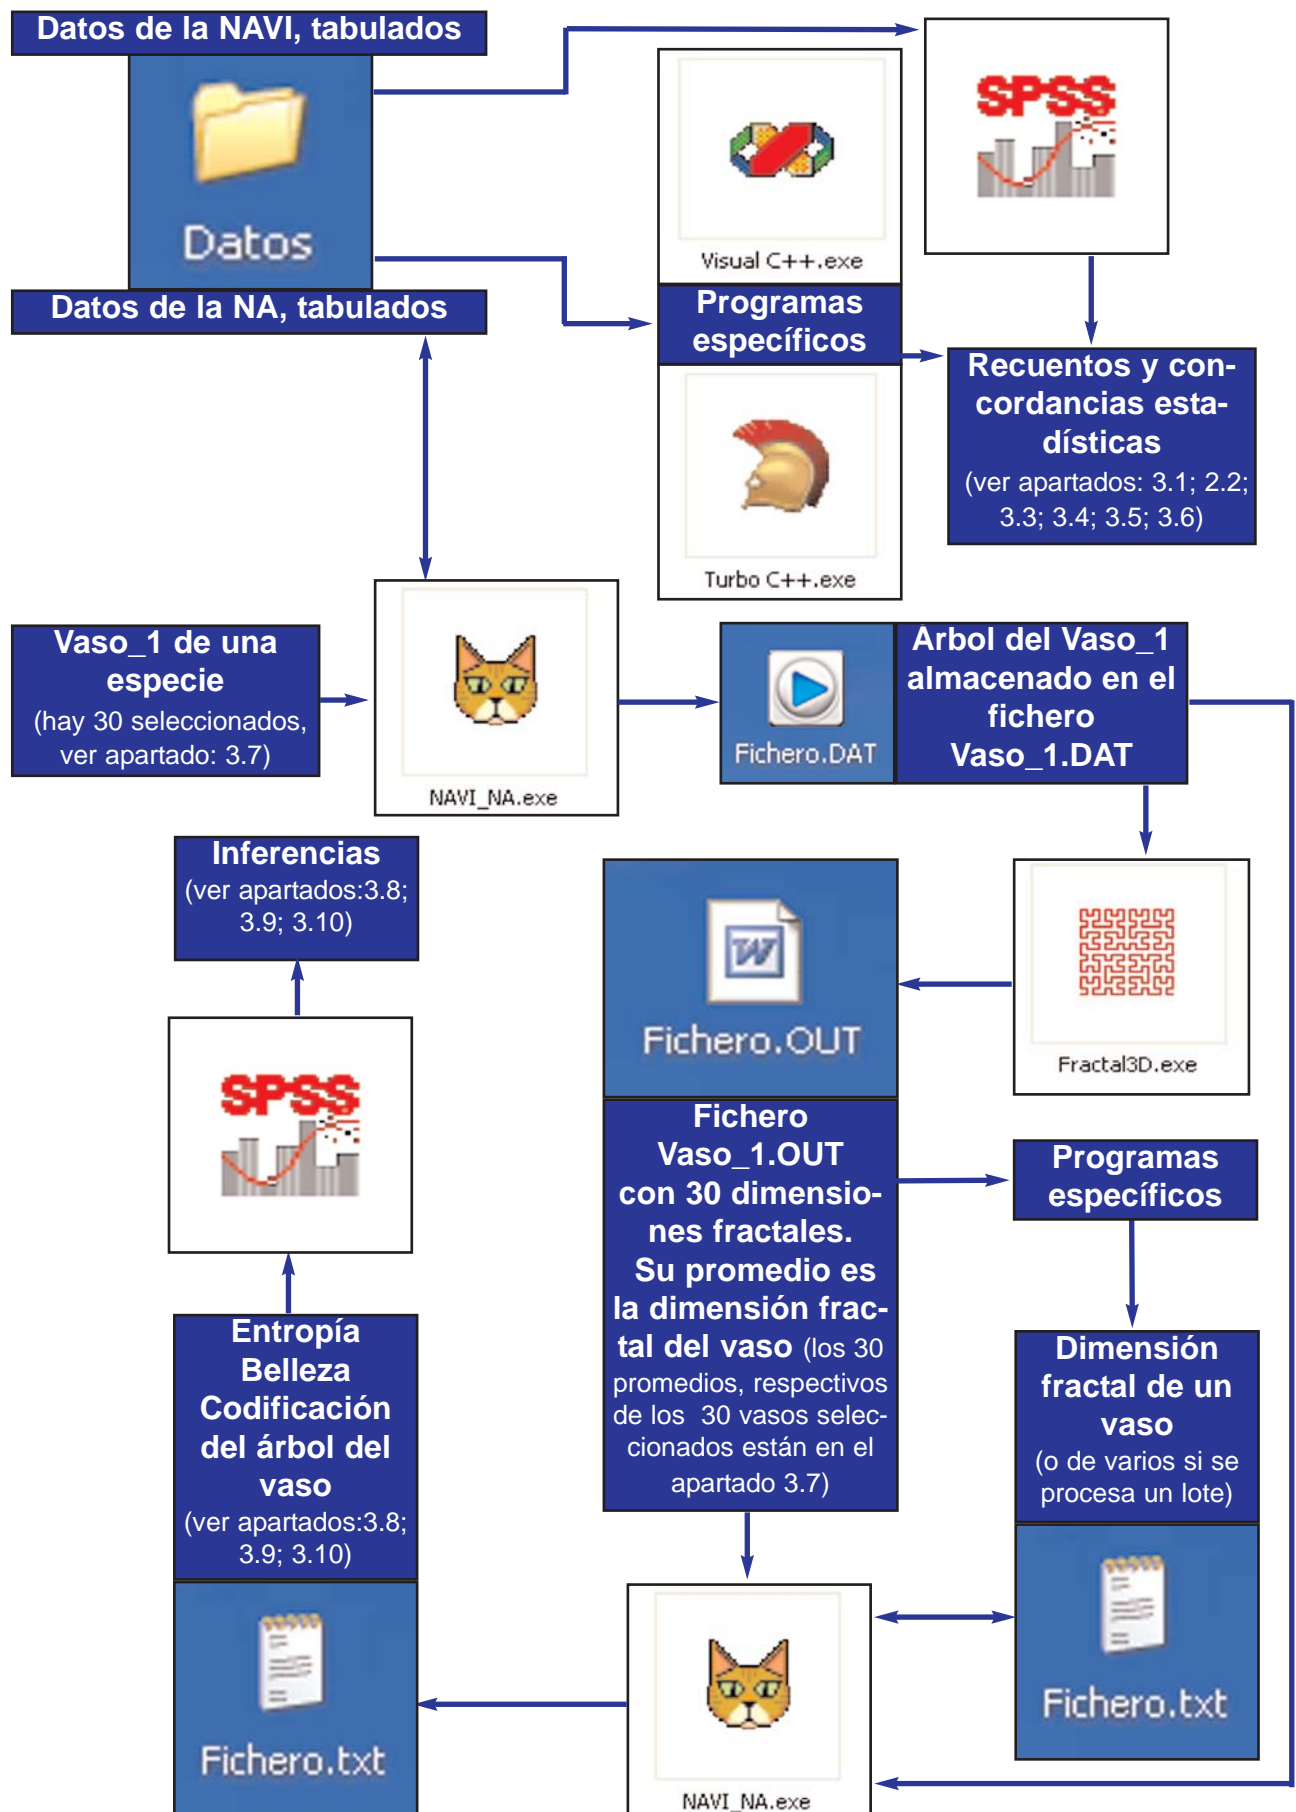 Datos de la NAVI, tabulados
Datos
Datos de la NA, tabulados
SPSS
Visual C++.exe
Programas
específicos
Turbo C++.exe
Recuentos y con-
cordancias esta-
dísticas
(ver apartados: 3.1; 2.2;
3.3; 3.4; 3.5; 3.6)
Vaso_1 de una
especie
(hay 30 seleccionados,
ver apartado: 3.7)
NAVI_NA.exe
Fichero.DAT
Árbol del Vaso_1
almacenado en el
fichero
Vaso_1.DAT
Inferencias
(ver apartados:3.8;
3.9; 3.10)
SPSS
W
Fichero.OUT
Fractal3D.exe
Fichero
Vaso_1.OUT
con 30 dimensio-
nes fractales.
Su promedio es
la dimensión frac-
tal del vaso (los 30
promedios, respectivos
de los 30 vasos selec-
cionados están en el
apartado 3.7)
Programas
específicos
Dimensión
fractal de un
vaso
(o de varios si se
procesa un lote)
Fichero.txt
Entropía
Belleza
Codificación
del árbol del
vaso
(ver apartados:3.8;
3.9; 3.10)
Fichero.txt
NAVI_NA.exe